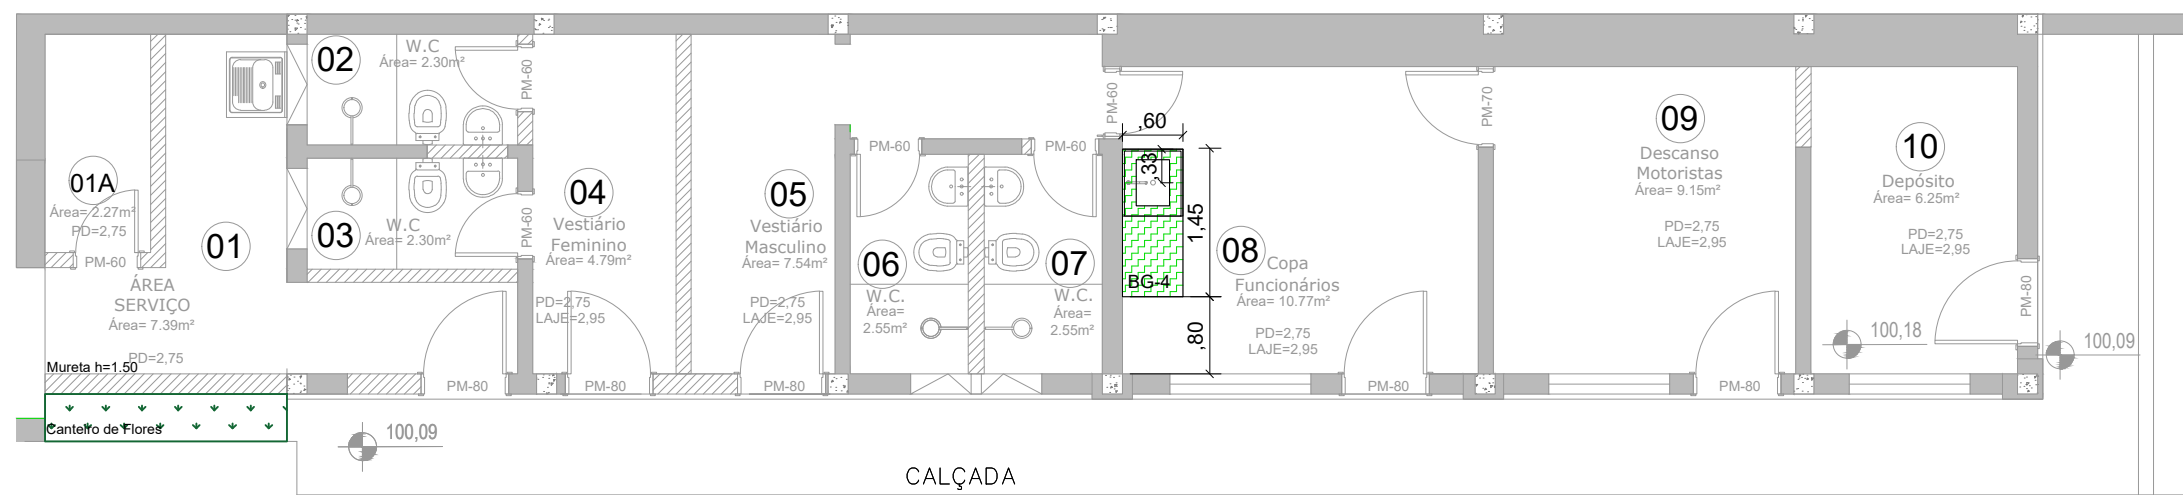 01A
Área= 2.27m²
PD=2,75
PM-60
01
ÁREA
SERVIÇO
Área= 7.39m²
PD=2,75
Mureta h=1.50
Canteiro de Flores
100,09
02
W.C
Área= 2.30m²
PM-60
03
W.C
Área= 2.30m²
PM-60
PM-80
04
Vestiário
Feminino
Área= 4.79m²
PD=2,75
LAJE=2,95
PM-80
05
Vestiário
Masculino
Área= 7.54m²
PD=2,75
LAJE=2,95
PM-80
PM-60
06
W.C.
Área=
2.55m²
PM-60
07
W.C.
Área=
2.55m²
PM-60
,60
,33
1,45
BG-4
,80
08
Copa
Funcionários
Área= 10.77m²
PD=2,75
LAJE=2,95
PM-80
PM-70
09
Descanso
Motoristas
Área= 9.15m²
PD=2,75
LAJE=2,95
PM-80
10
Depósito
Área= 6.25m²
PD=2,75
LAJE=2,95
PM-80
100,18
100,09
CALÇADA